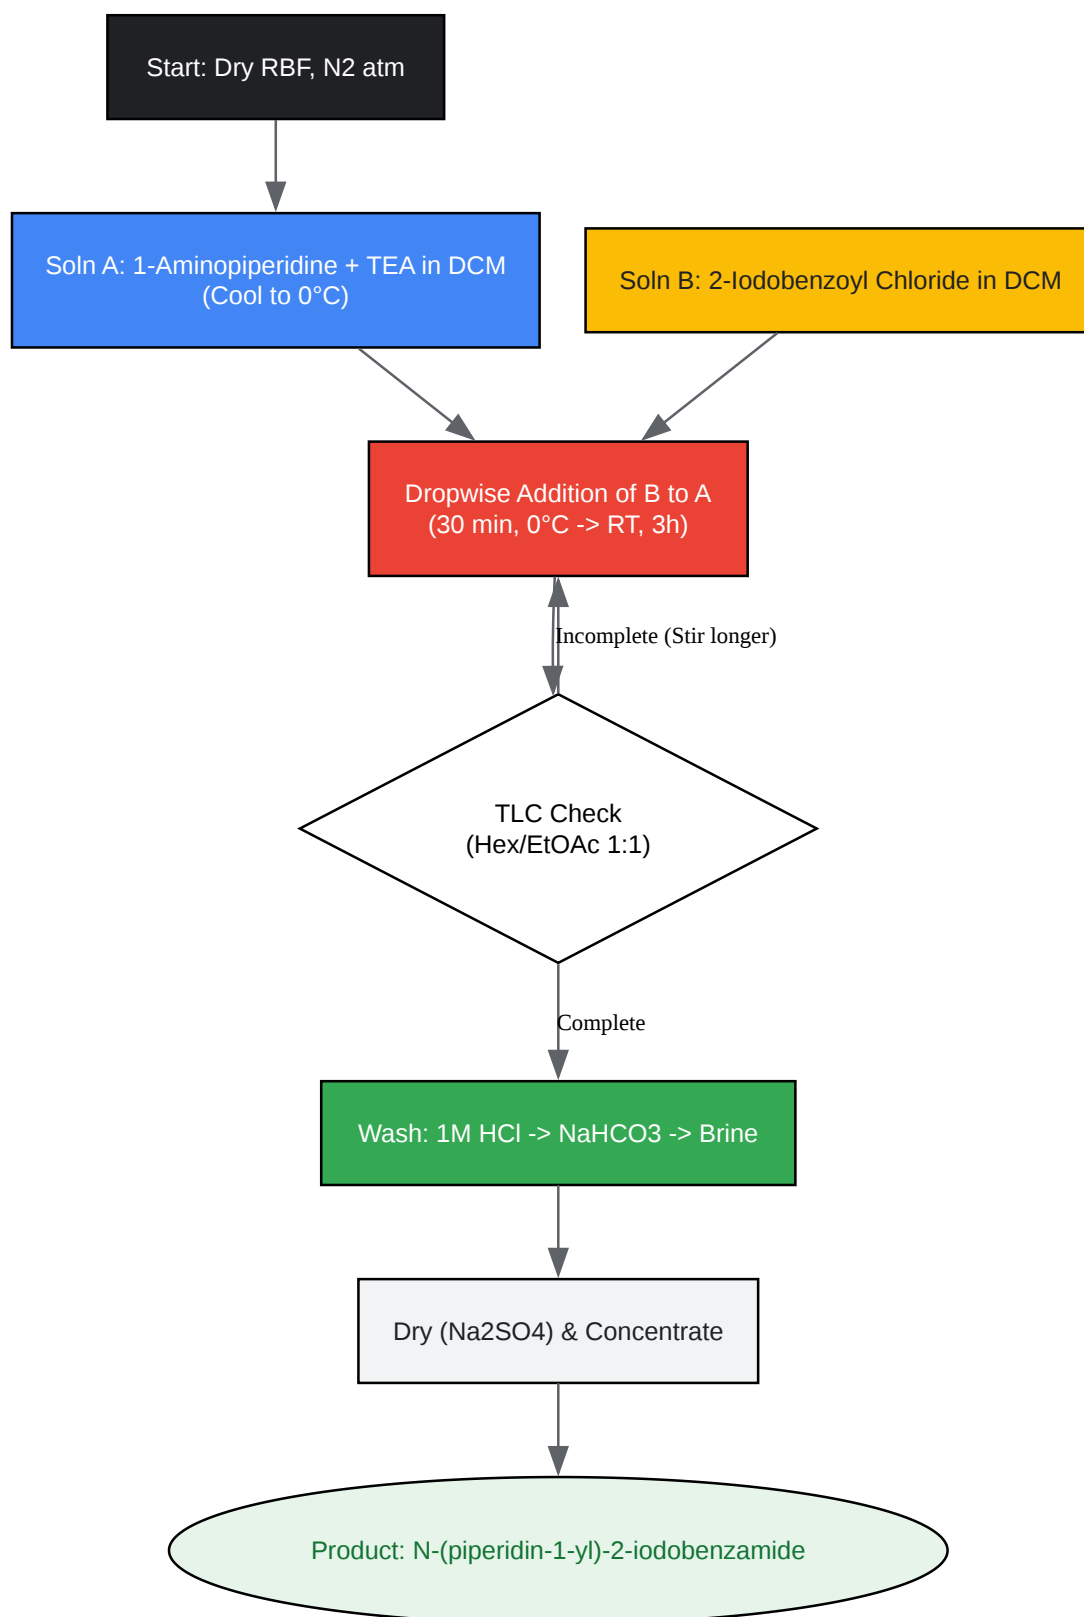 Start: Dry RBF, N2 atm
Soln A: 1-Aminopiperidine + TEA in DCM
(Cool to 0°C)
Soln B: 2-Iodobenzoyl Chloride in DCM
Dropwise Addition of B to A
(30 min, 0°C -> RT, 3h)
Incomplete (Stir longer)
TLC Check
(Hex/EtOAc 1:1)
Complete
Wash: 1M HCl -> NaHCO3 -> Brine
Dry (Na2SO4) & Concentrate
Product: N-(piperidin-1-yl)-2-iodobenzamide